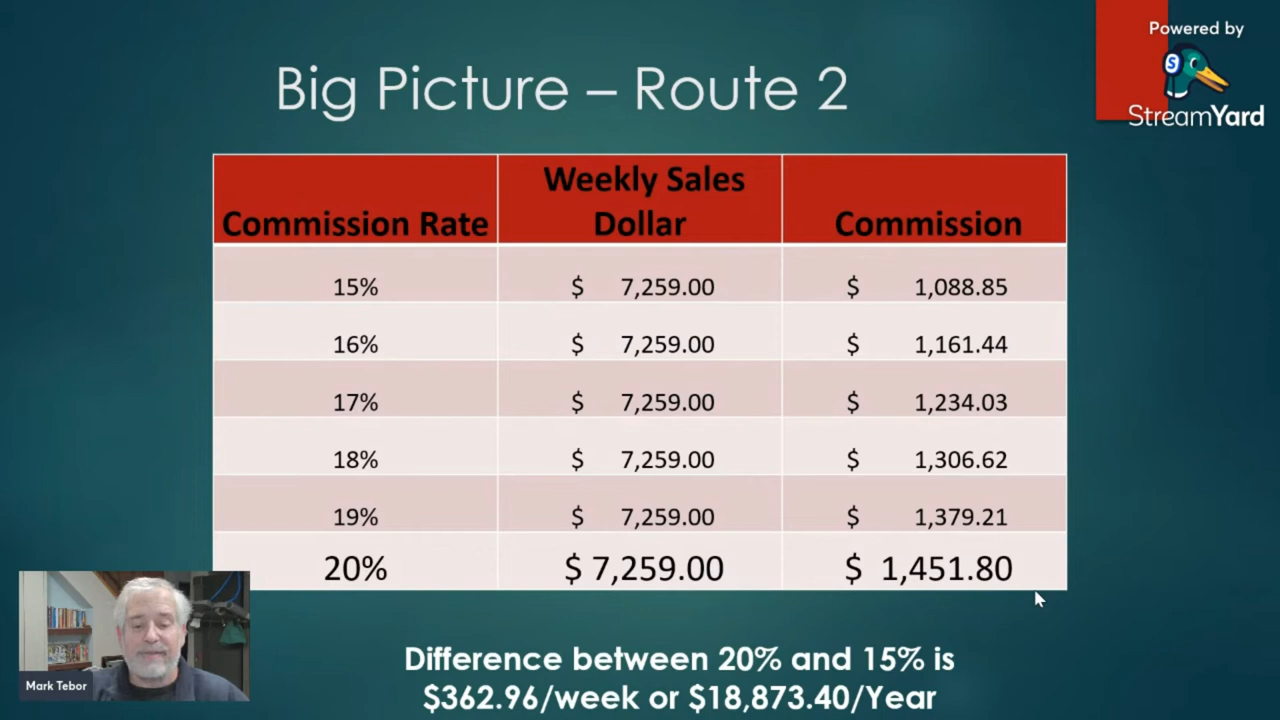 Powered by
S
StreamYard
Big Picture – Route 2
Commission Rate Weekly Sales Dollar Commission
15% $ 7,259.00 $ 1,088.85
16% $ 7,259.00 $ 1,161.44
17% $ 7,259.00 $ 1,234.03
18% $ 7,259.00 $ 1,306.62
19% $ 7,259.00 $ 1,379.21
20% $ 7,259.00 $ 1,451.80
Mark Tebor
Difference between 20% and 15% is
$362.96/week or $18,873.40/Year